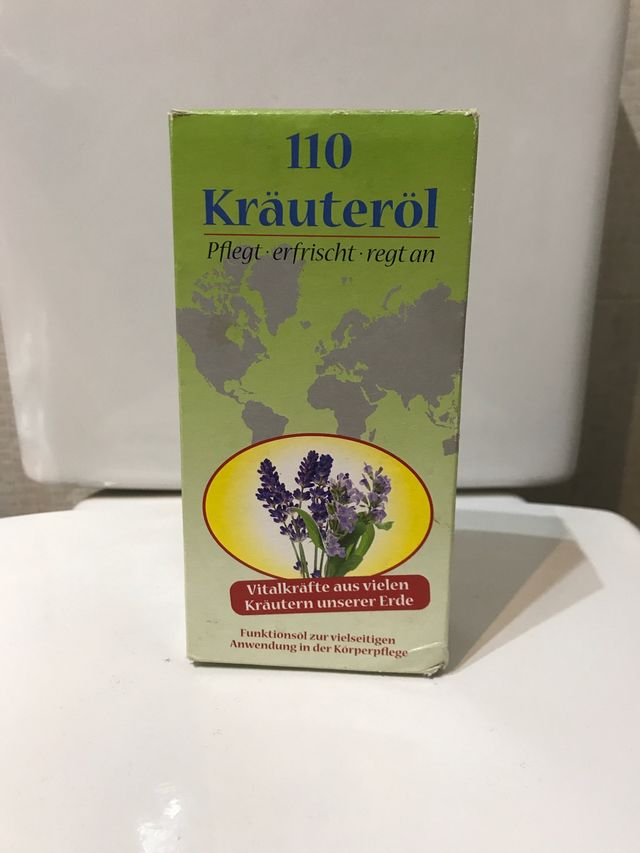 110
Kräuteröl
Pflegt · erfrischt · regt an
Vitalkräfte aus vielen
Kräutern unserer Erde
Funktionsöl zur vielseitigen
Anwendung in der Körperpflege